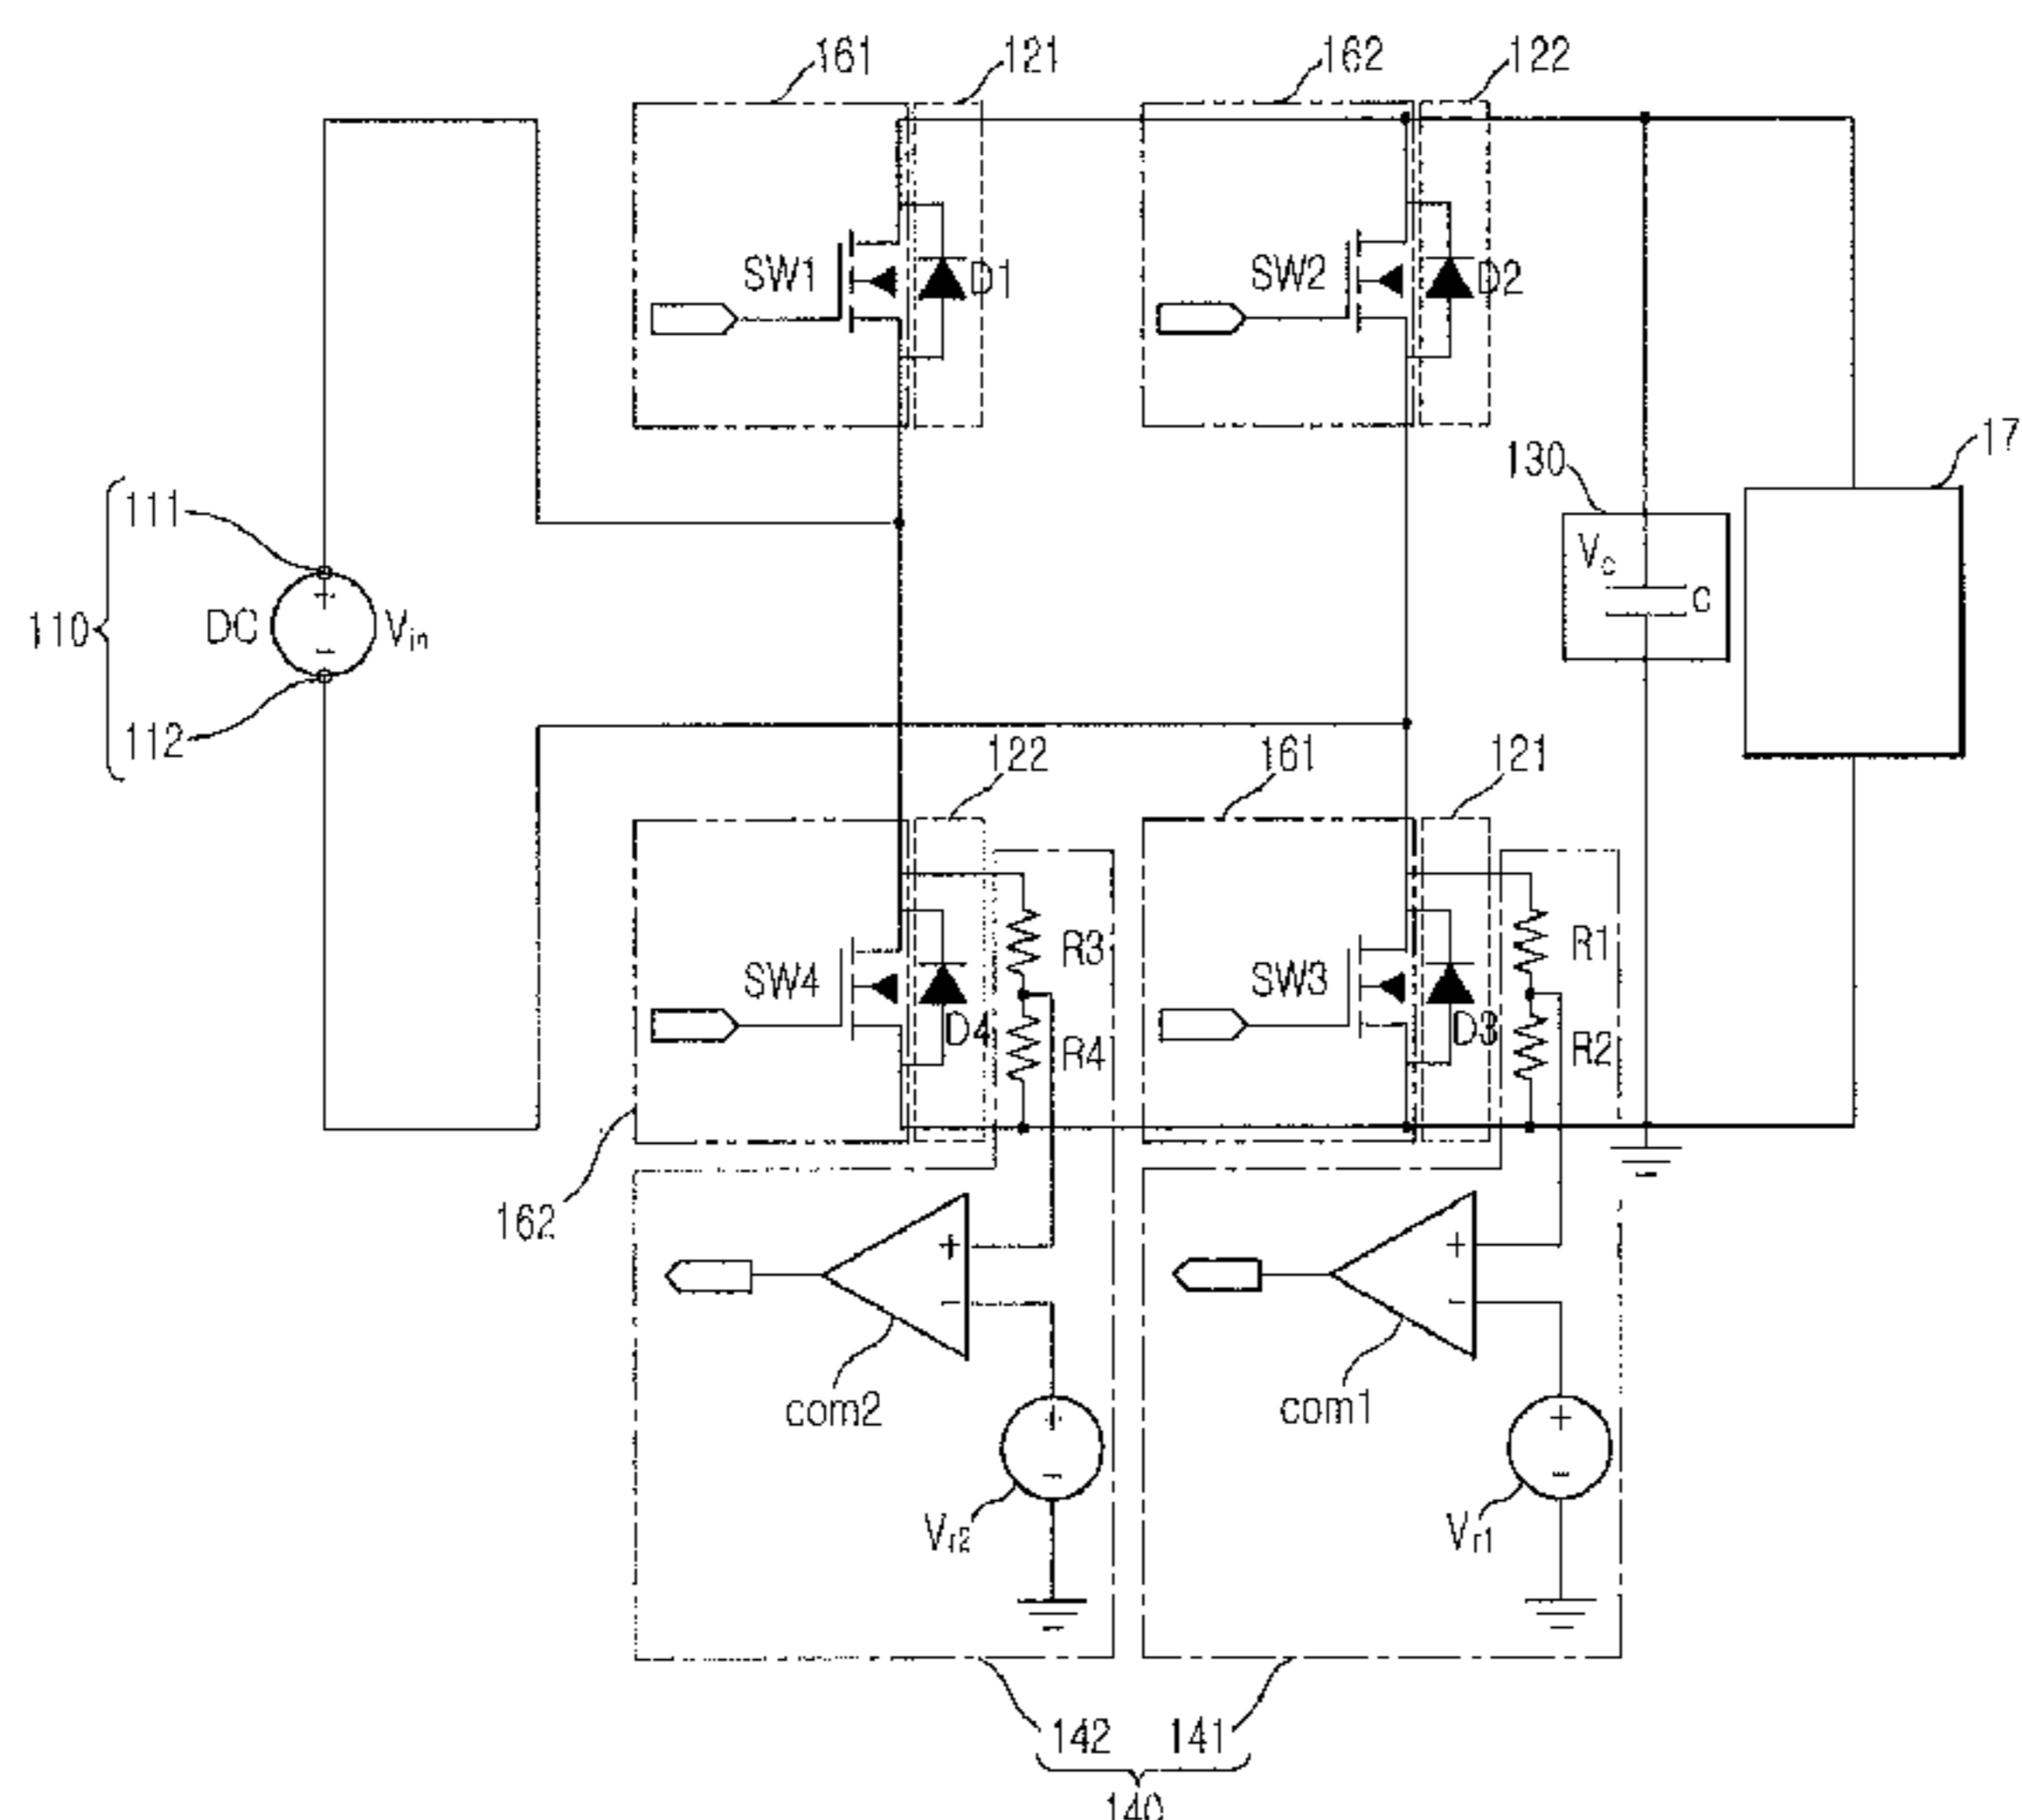 161 121 162 122
SW1 D1 SW2 D2
17
130
Vc C
111
110 DC + - Vin
112
122 161 121
SW4 D4 R3 R4 SW3 D3 R1 R2
162
+ - + -
com2 com1
+ - + -
Vr2 Vr1
142 141
140